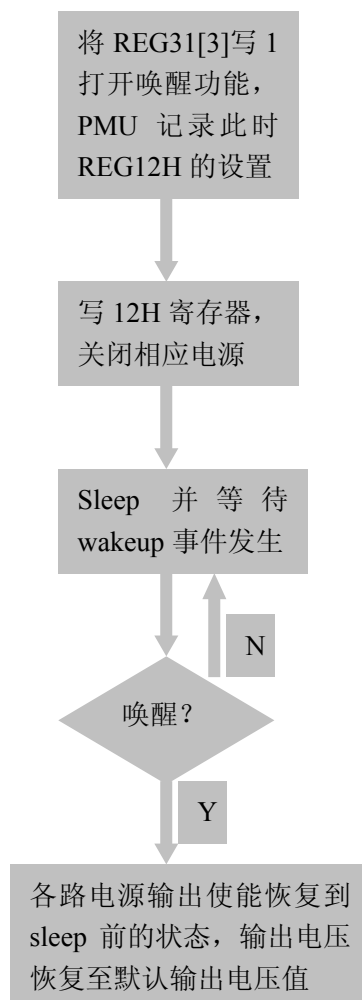 将 REG31[3]写 1
打开唤醒功能，
PMU 记录此时
REG12H 的设置
写 12H 寄存器，
关闭相应电源
Sleep 并等待
wakeup 事件发生
N
唤醒？
Y
各路电源输出使能恢复到
sleep 前的状态，输出电压
恢复至默认输出电压值